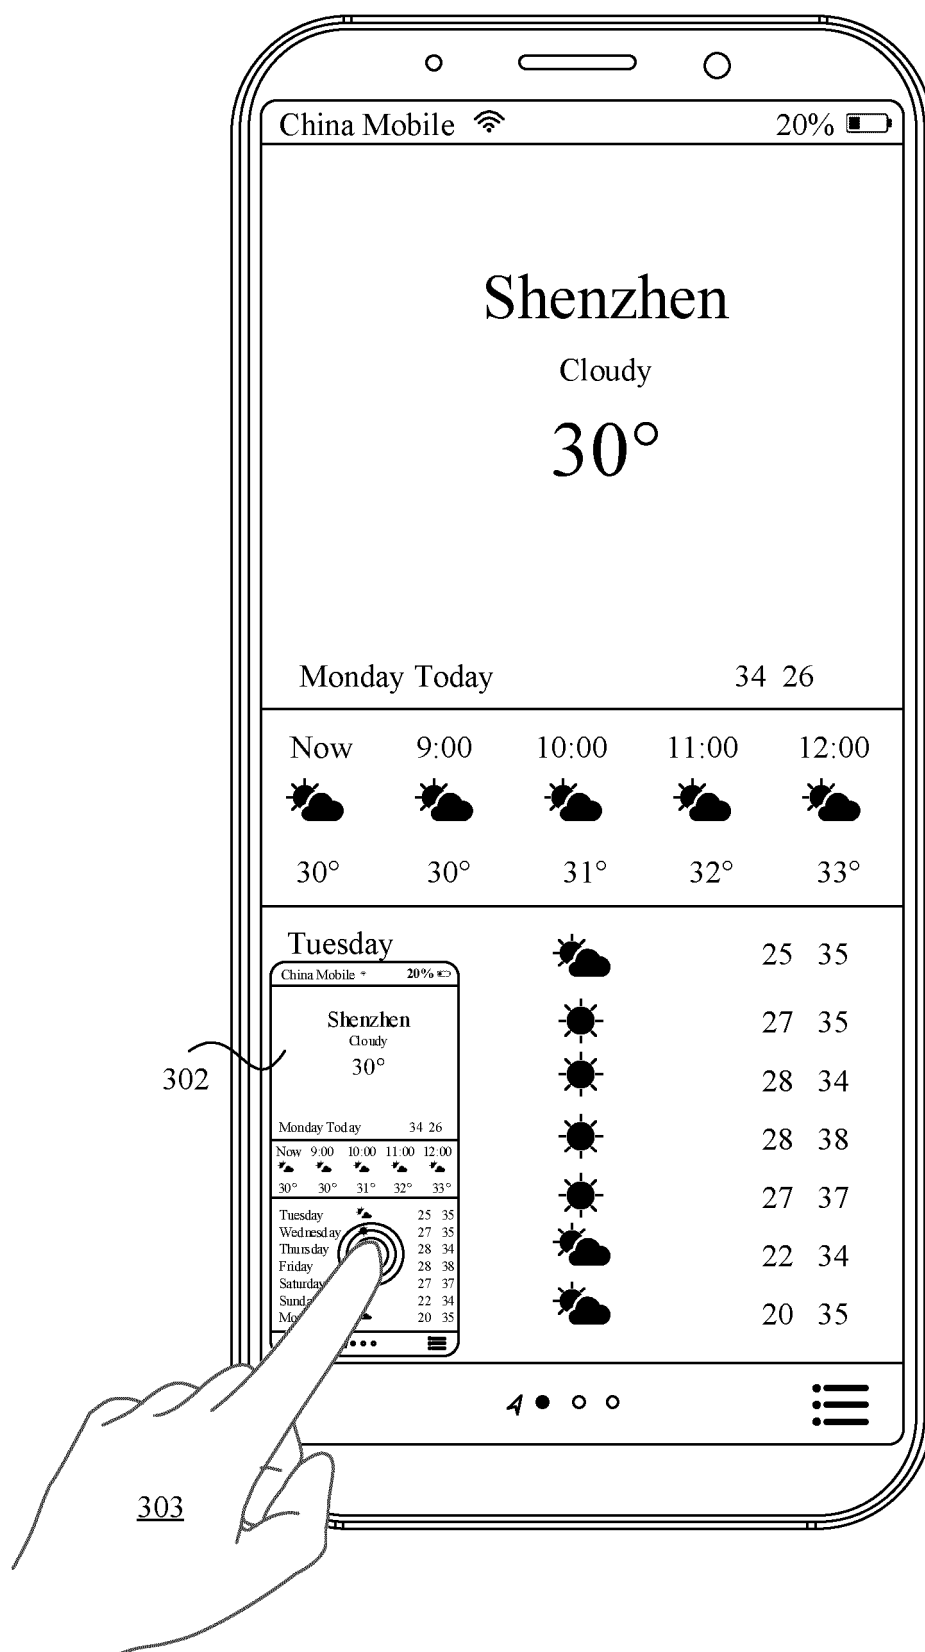 China Mobile 20%
Shenzhen
Cloudy
30°
Monday Today 34 26
Now 9:00 10:00 11:00 12:00
30° 30° 31° 32° 33°
Tuesday 25 35
27 35
28 34
28 38
27 37
22 34
20 35
China Mobile 20%
Shenzhen
Cloudy
30°
302
Monday Today 34 26
Now 9:00 10:00 11:00 12:00
30° 30° 31° 32° 33°
Tuesday 25 35
Wednesday 27 35
Thursday 28 34
Friday 28 38
Saturday 27 37
Sunda 22 34
Mo 20 35
303